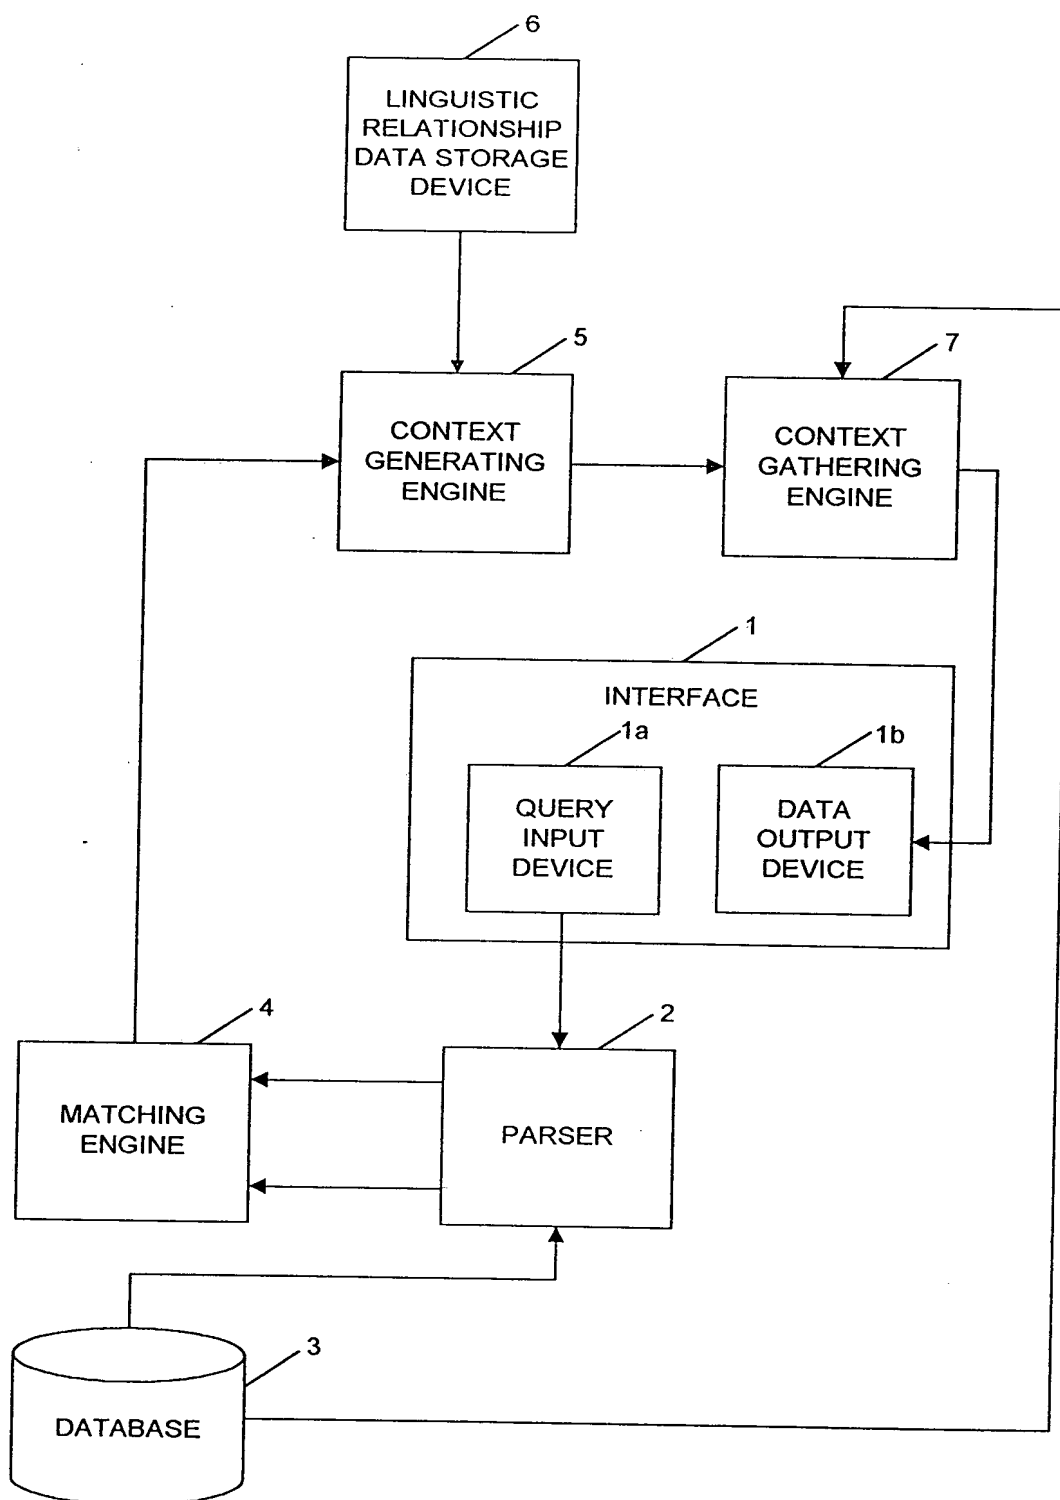 6
LINGUISTIC
RELATIONSHIP
DATA STORAGE
DEVICE
5
CONTEXT
GENERATING
ENGINE
7
CONTEXT
GATHERING
ENGINE
1
INTERFACE
1a
QUERY
INPUT
DEVICE
1b
DATA
OUTPUT
DEVICE
4
MATCHING
ENGINE
2
PARSER
3
DATABASE